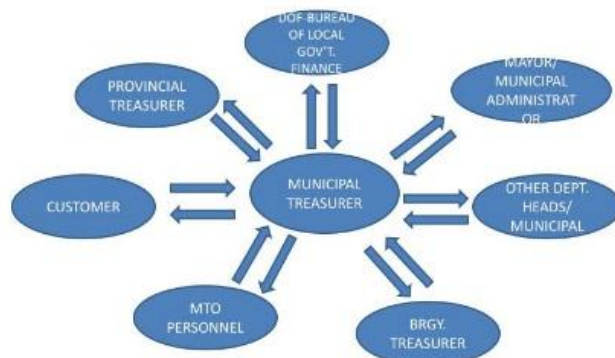 DOF-BUREAU
OF LOCAL
GOV'T.
FINANCE
MAYOR/
MUNICIPAL
ADMINISTRAT
OR
PROVINCIAL
TREASURER
MUNICIPAL
TREASURER
CUSTOMER
OTHER DEPT.
HEADS/
MUNICIPAL
MTO
PERSONNEL
BRGY.
TREASURER